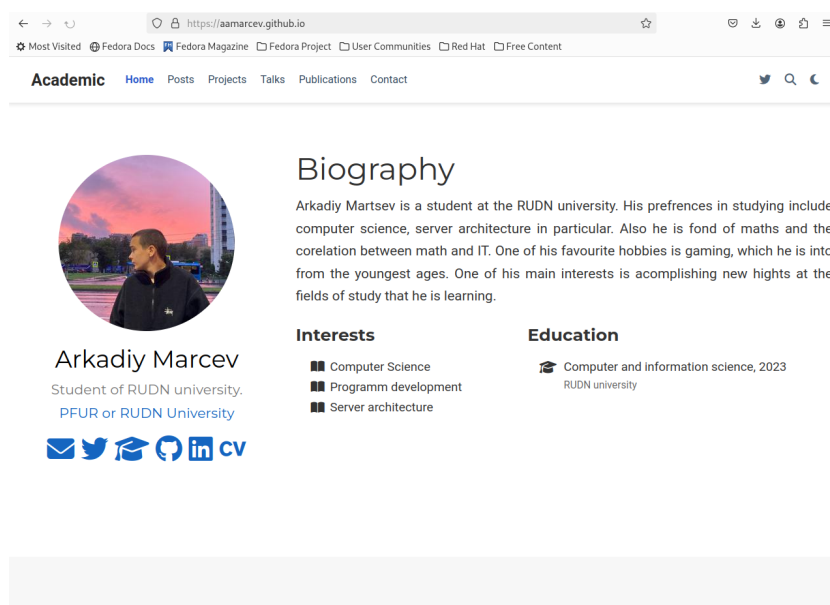 https://aamarcev.github.io
Most Visited Fedora Docs Fedora Magazine Fedora Project User Communities Red Hat Free Content
Academic Home Posts Projects Talks Publications Contact
Biography
Arkadiy Martsev is a student at the RUDN university. His prefrences in studying include
computer science, server architecture in particular. Also he is fond of maths and the
corelation between math and IT. One of his favourite hobbies is gaming, which he is into
from the youngest ages. One of his main interests is acomplishing new hights at the
fields of study that he is learning.
Arkadiy Marcev
Student of RUDN university.
PFUR or RUDN University
CV
Interests
Computer Science
Programm development
Server architecture
Education
Computer and information science, 2023
RUDN university